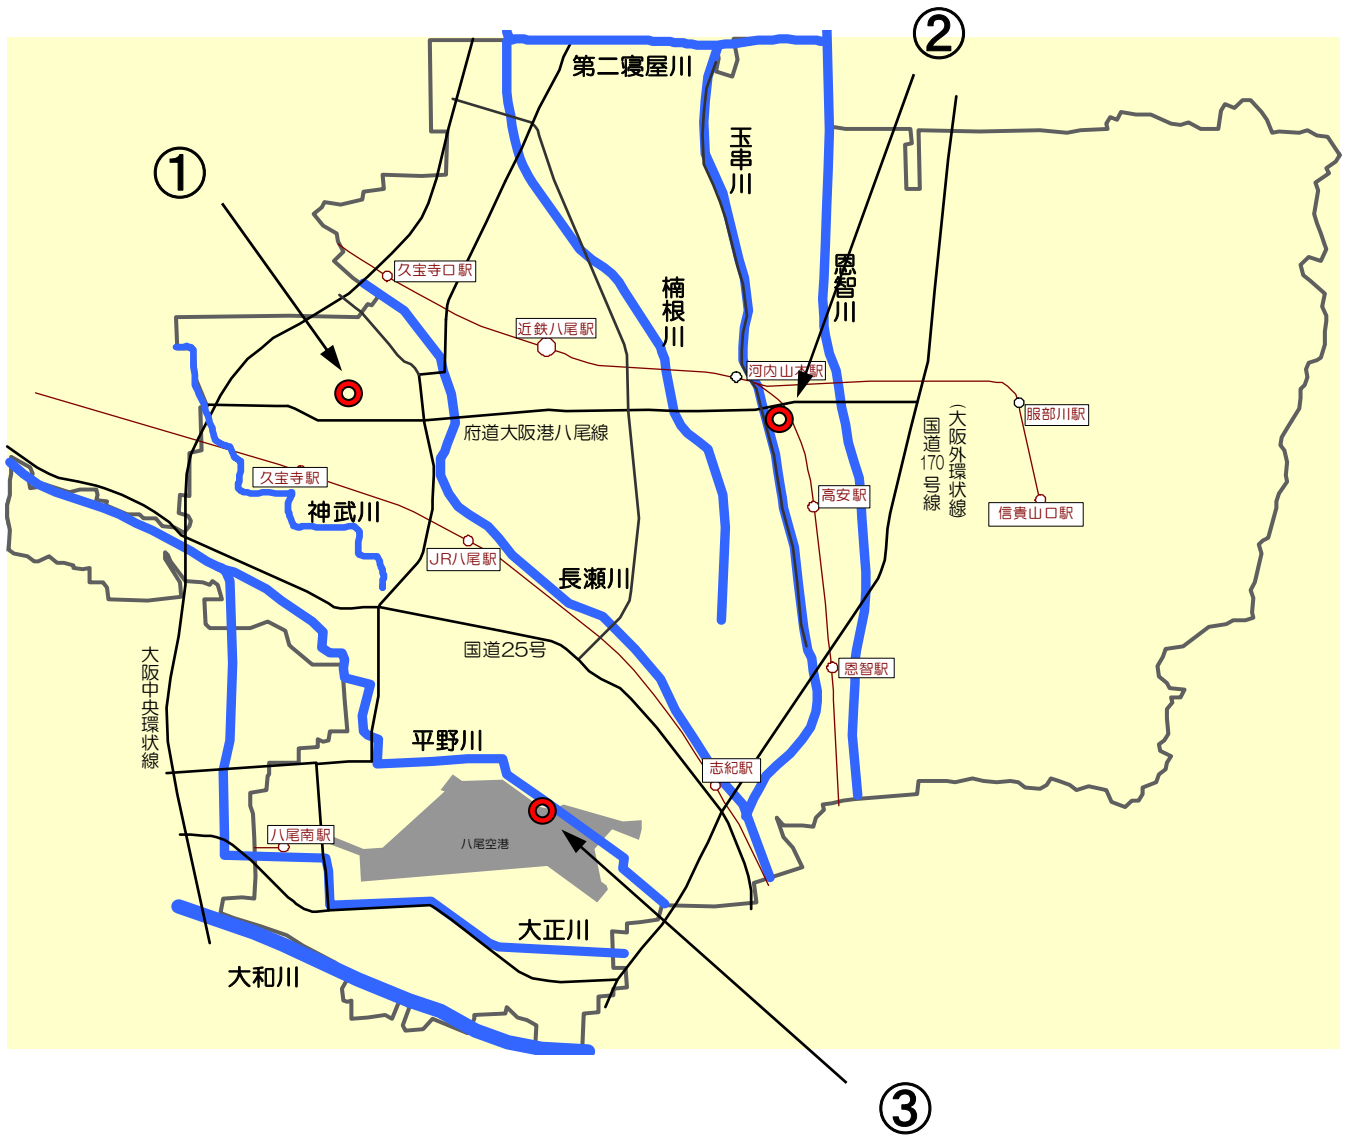 ②
第二寝屋川
玉串川
①
恩智川
久宝寺口駅
楠根川
近鉄八尾駅
河内山本駅
服部川駅
(大阪外環状線)
国道170号線
府道大阪港八尾線
久宝寺駅
高安駅
信貴山口駅
神武川
JR八尾駅
長瀬川
国道25号
大阪中央環状線
恩智駅
平野川
志紀駅
八尾南駅
八尾空港
大正川
大和川
③